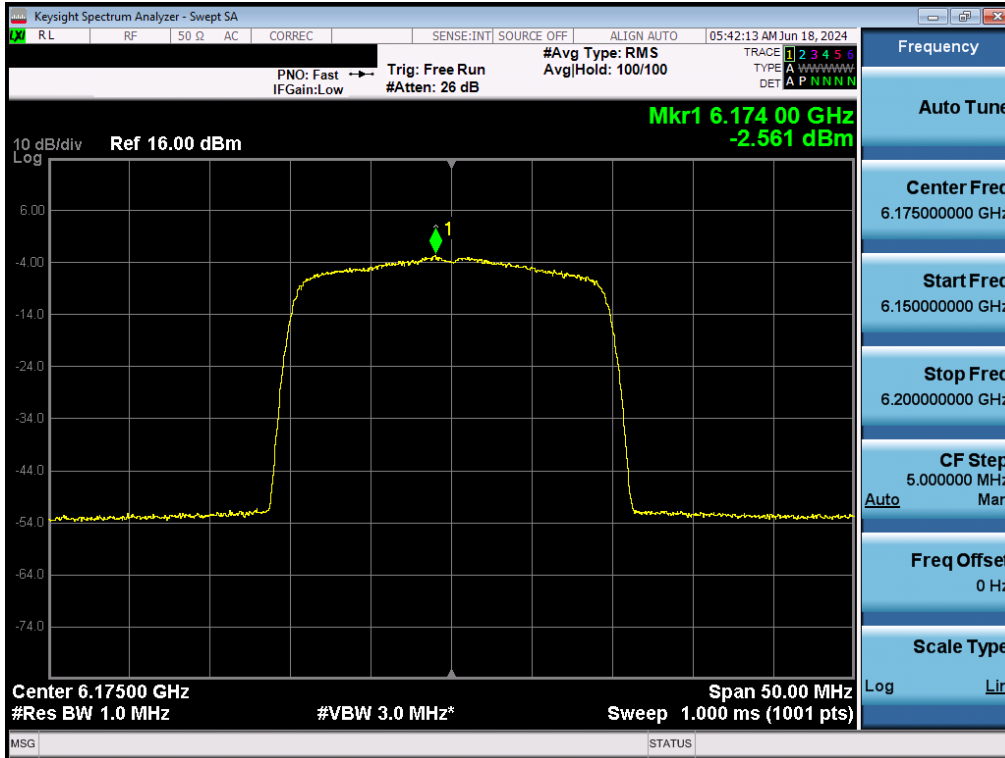 Keysight Spectrum Analyzer - Swept SA
LXI RL RF 50 Ω AC CORREC SENSE:INT SOURCE OFF ALIGN AUTO 05:42:13 AM Jun 18, 2024
PNO: Fast
IFGain:Low
Trig: Free Run
#Atten: 26 dB
#Avg Type: RMS
Avg|Hold: 100/100
TRACE 1 2 3 4 5 6
TYPE A WWWWW
DET A P N N N N
Mkr1 6.174 00 GHz
-2.561 dBm
10 dB/div Ref 16.00 dBm
Log
1
6.00
-4.00
-14.0
-24.0
-34.0
-44.0
-54.0
-64.0
-74.0
Center 6.17500 GHz Span 50.00 MHz
#Res BW 1.0 MHz #VBW 3.0 MHz* Sweep 1.000 ms (1001 pts)
MSG STATUS
Frequency
Auto Tune
Center Freq
6.175000000 GHz
Start Freq
6.150000000 GHz
Stop Freq
6.200000000 GHz
CF Step
5.000000 MHz
Auto Man
Freq Offset
0 Hz
Scale Type
Log Lin